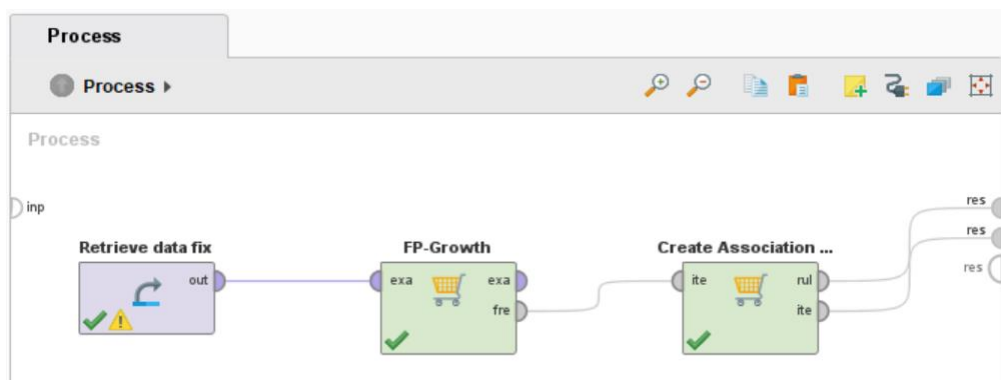 Process
Process
Process
inp
Retrieve data fix
out
FP-Growth
exa
exa
fre
Create Association ...
ite
rul
ite
res
res
res